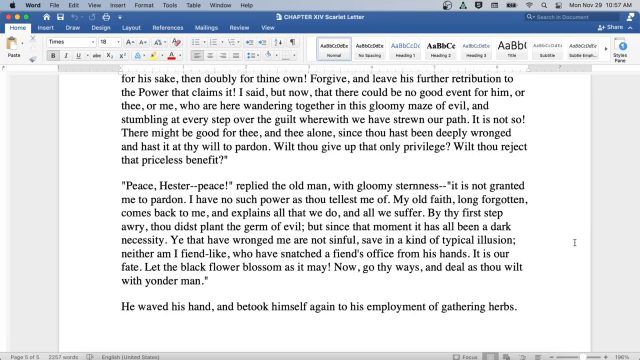 Word File Edit View Insert Format Tools Table Window Help
Mon Nov 29 10:57 AM
CHAPTER XIV Scarlet Letter
Search in Document
Home Insert Draw Design Layout References Mailings Review View
Share
Paste
Times New... 18
AaBbCcDdEe AaBbCcDdEe AaBbCcDd AaBbCc AaBbCcDdE AaBb AaBbCcDdEe AaBbCcDdEe
Normal No Spacing Heading 1 Heading 2 Heading 3 Title Subtitle Subtle Emph...
Styles
Pane
for his sake, then doubly for thine own! Forgive, and leave his further retribution to
the Power that claims it! I said, but now, that there could be no good event for him, or
thee, or me, who are here wandering together in this gloomy maze of evil, and
stumbling at every step over the guilt wherewith we have strewn our path. It is not so!
There might be good for thee, and thee alone, since thou hast been deeply wronged
and hast it at thy will to pardon. Wilt thou give up that only privilege? Wilt thou reject
that priceless benefit?"
"Peace, Hester--peace!" replied the old man, with gloomy sternness--"it is not granted
me to pardon. I have no such power as thou tellest me of. My old faith, long forgotten,
comes back to me, and explains all that we do, and all we suffer. By thy first step
awry, thou didst plant the germ of evil; but since that moment it has all been a dark
necessity. Ye that have wronged me are not sinful, save in a kind of typical illusion;
neither am I fiend-like, who have snatched a fiend's office from his hands. It is our
fate. Let the black flower blossom as it may! Now, go thy ways, and deal as thou wilt
with yonder man."
He waved his hand, and betook himself again to his employment of gathering herbs.
Page 5 of 5 2257 words English (United States)
Focus
196%